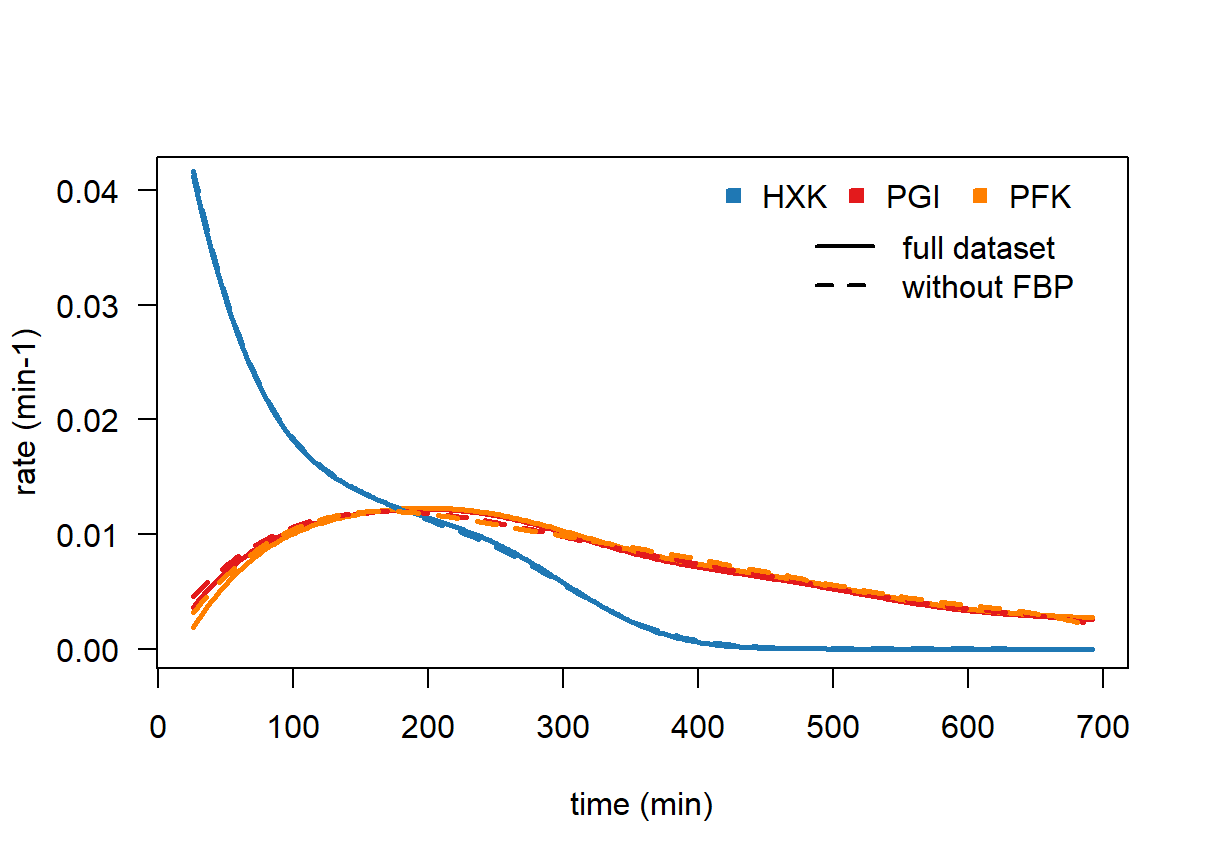 HXK PGI PFK
full dataset
without FBP
rate (min-1)
0.04
0.03
0.02
0.01
0.00
0 100 200 300 400 500 600 700
time (min)